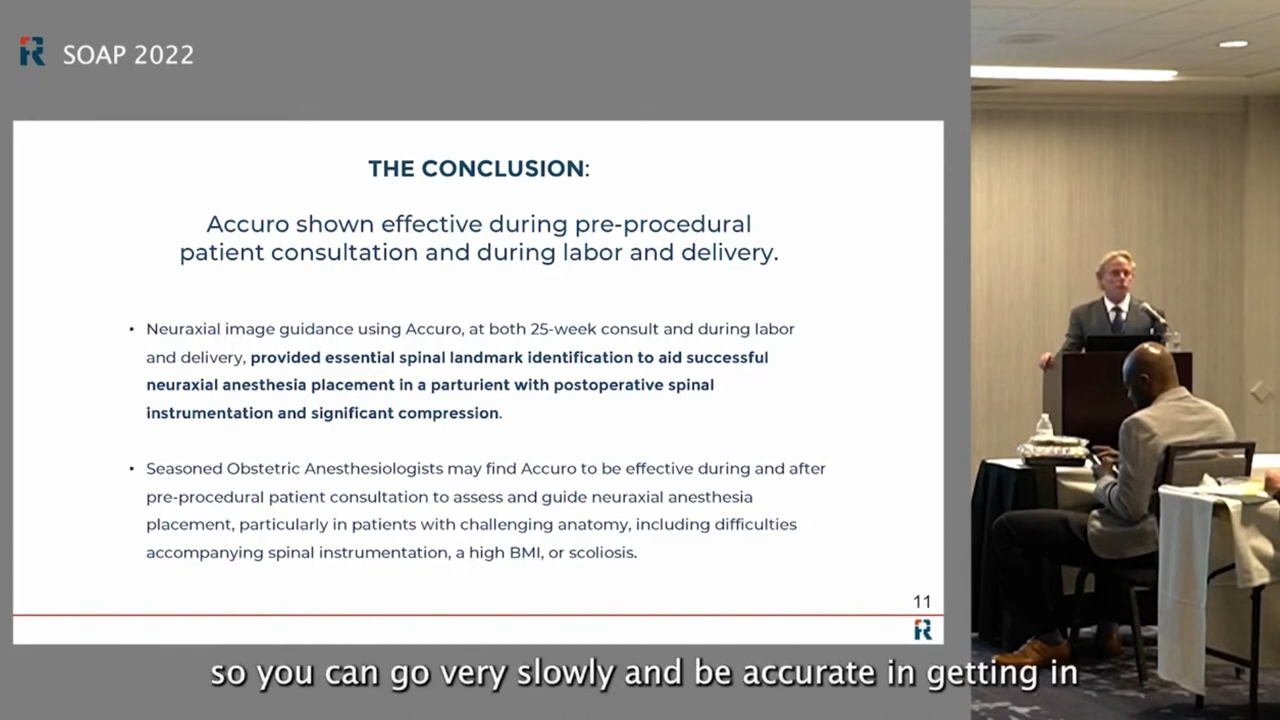 SOAP 2022
THE CONCLUSION:
Accuro shown effective during pre-procedural
patient consultation and during labor and delivery.
• Neuraxial image guidance using Accuro, at both 25-week consult and during labor
and delivery, provided essential spinal landmark identification to aid successful
neuraxial anesthesia placement in a parturient with postoperative spinal
instrumentation and significant compression.
• Seasoned Obstetric Anesthesiologists may find Accuro to be effective during and after
pre-procedural patient consultation to assess and guide neuraxial anesthesia
placement, particularly in patients with challenging anatomy, including difficulties
accompanying spinal instrumentation, a high BMI, or scoliosis.
11
so you can go very slowly and be accurate in getting in